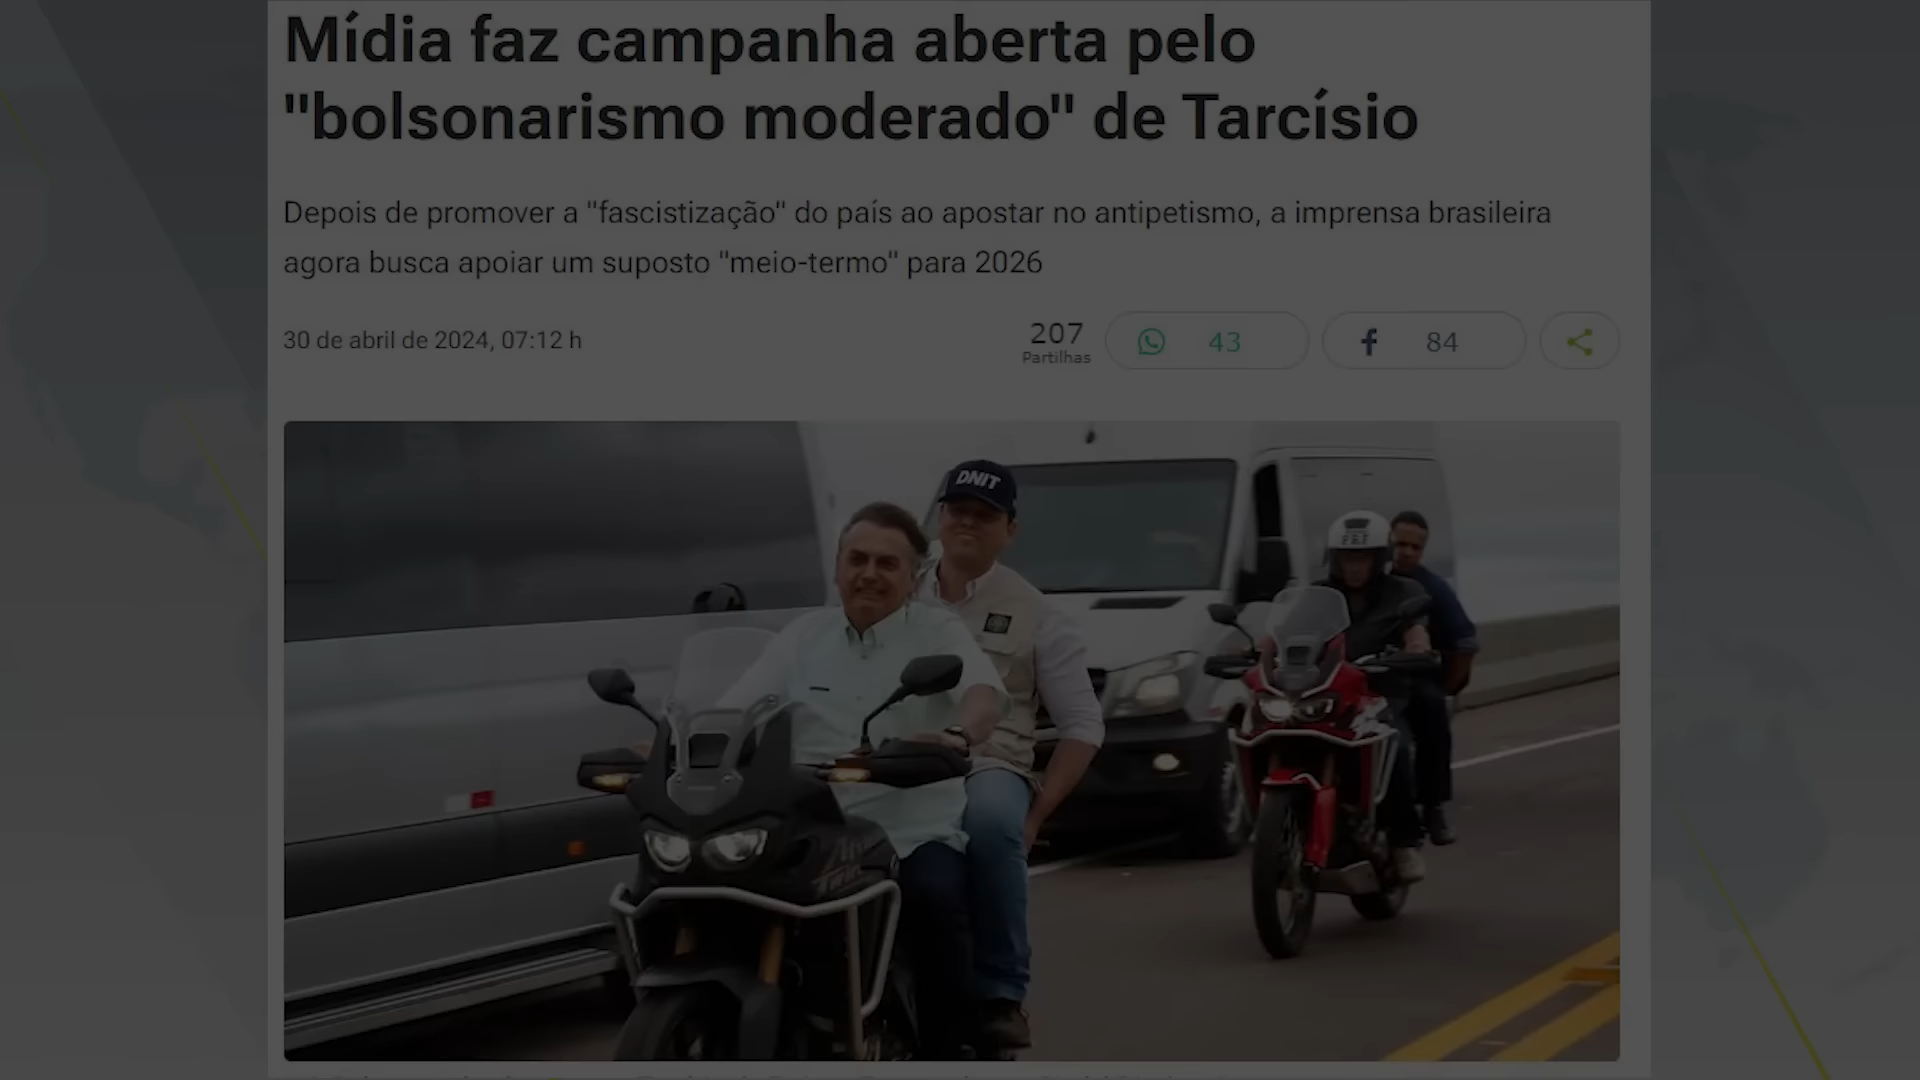 Mídia faz campanha aberta pelo
"bolsonarismo moderado" de Tarcísio
Depois de promover a "fascistização" do país ao apostar no antipetismo, a imprensa brasileira
agora busca apoiar um suposto "meio-termo" para 2026
30 de abril de 2024, 07:12 h
207
Partilhas
43
84
DNIT